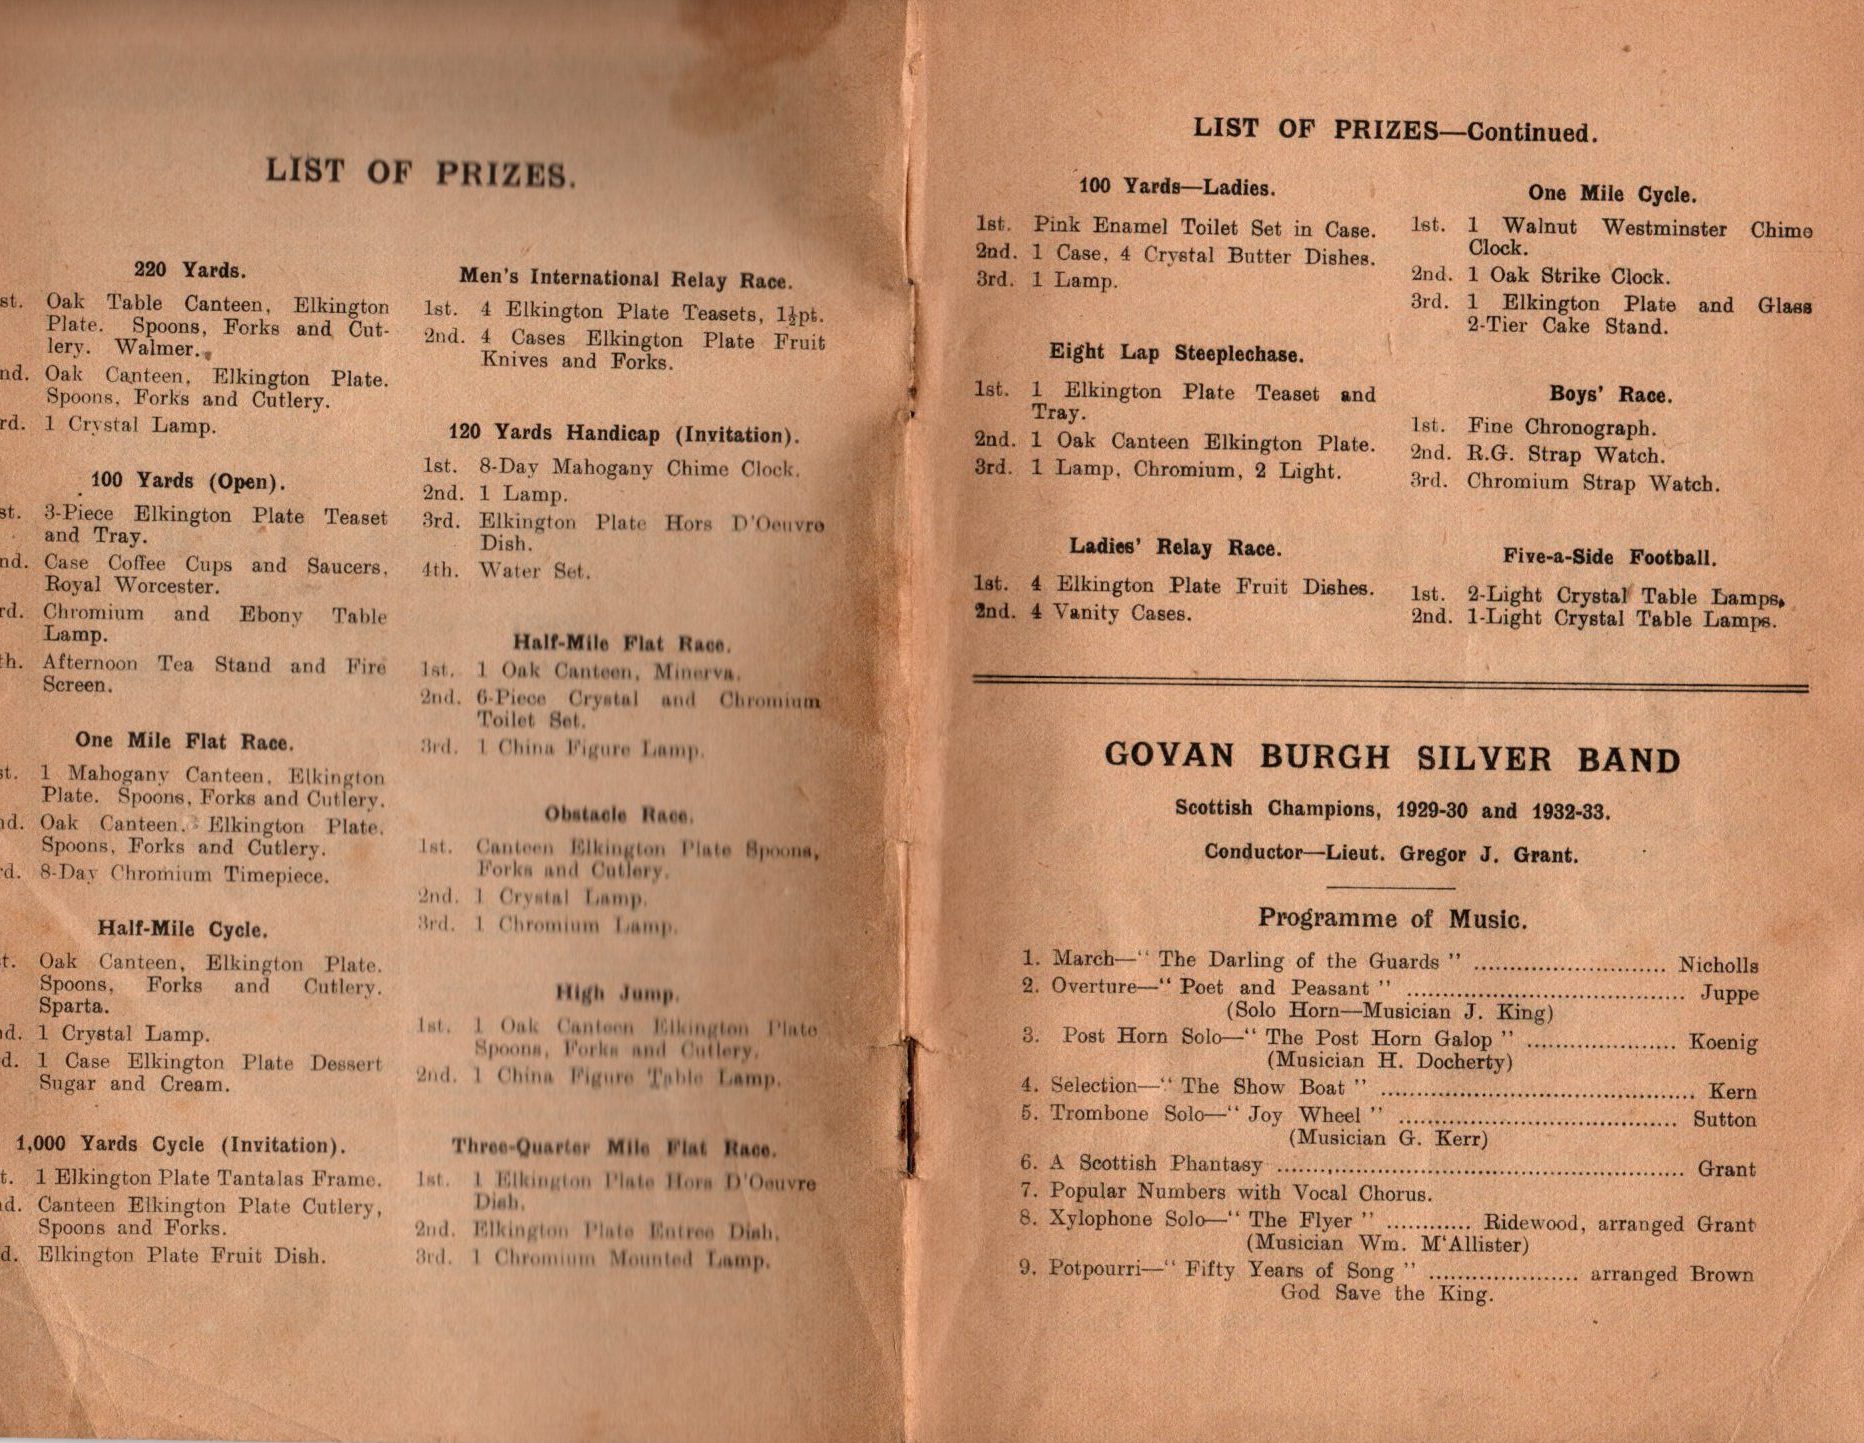 LIST OF PRIZES.
220 Yards.
st. Oak Table Canteen, Elkington
Plate. Spoons, Forks and Cut-
lery. Walmer.
nd. Oak Canteen, Elkington Plate.
Spoons, Forks and Cutlery.
rd. 1 Crystal Lamp.
100 Yards (Open).
st. 3-Piece Elkington Plate Teaset
and Tray.
nd. Case Coffee Cups and Saucers,
Royal Worcester.
rd. Chromium and Ebony Table
Lamp.
th. Afternoon Tea Stand and Fire
Screen.
One Mile Flat Race.
st. 1 Mahogany Canteen, Elkington
Plate. Spoons, Forks and Cutlery.
nd. Oak Canteen. Elkington Plate.
Spoons, Forks and Cutlery.
d. 8-Day Chromium Timepiece.
Half-Mile Cycle.
t. Oak Canteen, Elkington Plate.
Spoons, Forks and Cutlery.
Sparta.
d. 1 Crystal Lamp.
d. 1 Case Elkington Plate Dessert
Sugar and Cream.
1,000 Yards Cycle (Invitation).
t. 1 Elkington Plate Tantalas Frame.
d. Canteen Elkington Plate Cutlery,
Spoons and Forks.
d. Elkington Plate Fruit Dish.
Men's International Relay Race.
1st. 4 Elkington Plate Teasets, 1½pt.
2nd. 4 Cases Elkington Plate Fruit
Knives and Forks.
120 Yards Handicap (Invitation).
1st. 8-Day Mahogany Chime Clock.
2nd. 1 Lamp.
3rd. Elkington Plate Hors D'Oeuvre
Dish.
4th. Water Set.
Half-Mile Flat Race.
1st. 1 Oak Canteen, Minerva.
2nd. 6-Piece Crystal and Chromium
Toilet Set.
3rd. 1 China Figure Lamp.
Obstacle Race.
1st. Canteen Elkington Plate Spoons,
Forks and Cutlery.
2nd. 1 Crystal Lamp.
3rd. 1 Chromium Lamp.
High Jump.
1st. 1 Oak Canteen Elkington Plate
Spoons, Forks and Cutlery.
2nd. 1 China Figure Table Lamp.
Three-Quarter Mile Flat Race.
1st. 1 Elkington Plate Hors D'Oeuvre
Dish.
2nd. Elkington Plate Entree Dish.
3rd. 1 Chromium Mounted Lamp.
LIST OF PRIZES—Continued.
100 Yards—Ladies.
1st. Pink Enamel Toilet Set in Case.
2nd. 1 Case, 4 Crystal Butter Dishes.
3rd. 1 Lamp.
Eight Lap Steeplechase.
1st. 1 Elkington Plate Teaset and
Tray.
2nd. 1 Oak Canteen Elkington Plate.
3rd. 1 Lamp, Chromium, 2 Light.
Ladies' Relay Race.
1st. 4 Elkington Plate Fruit Dishes.
2nd. 4 Vanity Cases.
One Mile Cycle.
1st. 1 Walnut Westminster Chime
Clock.
2nd. 1 Oak Strike Clock.
3rd. 1 Elkington Plate and Glass
2-Tier Cake Stand.
Boys' Race.
1st. Fine Chronograph.
2nd. R.G. Strap Watch.
3rd. Chromium Strap Watch.
Five-a-Side Football.
1st. 2-Light Crystal Table Lamps.
2nd. 1-Light Crystal Table Lamps.
GOVAN BURGH SILVER BAND
Scottish Champions, 1929-30 and 1932-33.
Conductor—Lieut. Gregor J. Grant.
Programme of Music.
1. March—"The Darling of the Guards" ........ Nicholls
2. Overture—"Poet and Peasant" ........ Juppe
(Solo Horn—Musician J. King)
3. Post Horn Solo—"The Post Horn Galop" ........ Koenig
(Musician H. Docherty)
4. Selection—"The Show Boat" ........ Kern
5. Trombone Solo—"Joy Wheel" ........ Sutton
(Musician G. Kerr)
6. A Scottish Phantasy ........ Grant
7. Popular Numbers with Vocal Chorus.
8. Xylophone Solo—"The Flyer" ........ Ridewood, arranged Grant
(Musician Wm. M'Allister)
9. Potpourri—"Fifty Years of Song" ........ arranged Brown
God Save the King.